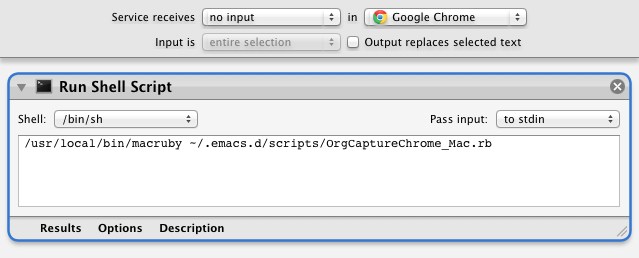 Service receives no input in Google Chrome
Input is entire selection Output replaces selected text
Run Shell Script
Shell: /bin/sh Pass input: to stdin
/usr/local/bin/macruby ~/.emacs.d/scripts/OrgCaptureChrome_Mac.rb
Results Options Description